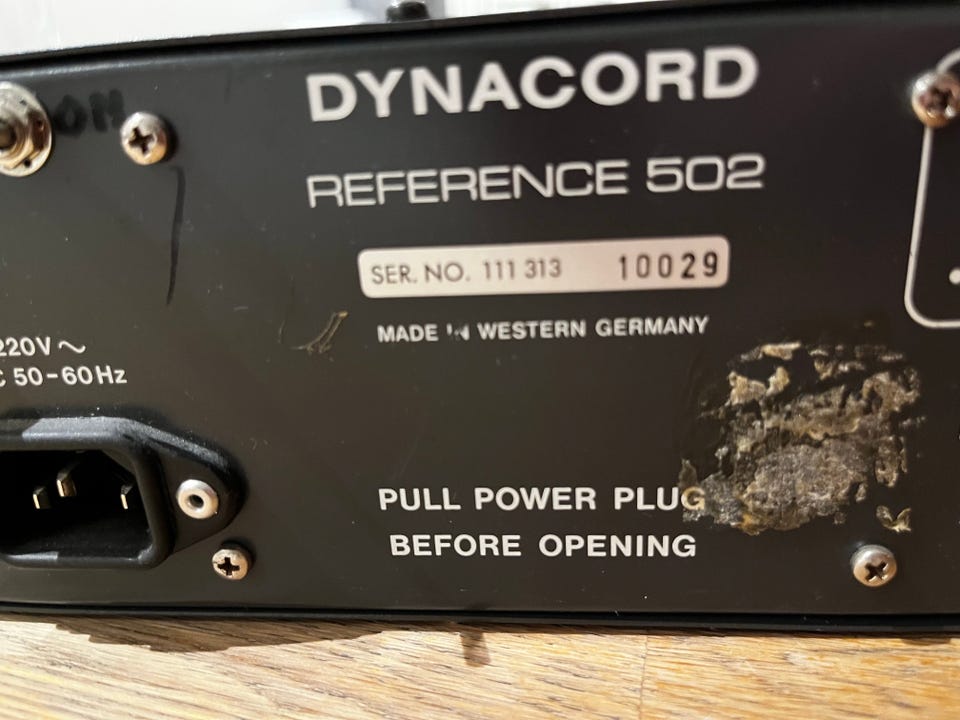 DYNACORD
REFERENCE 502
SER. NO. 111 313 10029
MADE IN WESTERN GERMANY
220V ~
50-60Hz
PULL POWER PLUG
BEFORE OPENING